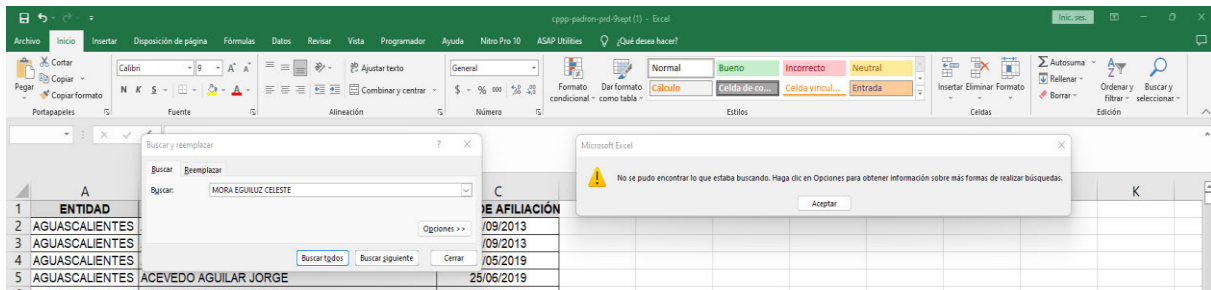 cppp-padron-prd-9sept (1) - Excel
Inic. ses.
Archivo Inicio Insertar Disposición de página Fórmulas Datos Revisar Vista Programador Ayuda Nitro Pro 10 ASAP Utilities ¿Qué desea hacer?
Pegar
Cortar
Copiar
Copiar formato
Portapapeles
Calibri 9
N K S
Fuente
Ajustar texto
Combinar y centrar
Alineación
General
$ % 000
Número
Formato condicional
Dar formato como tabla
Normal Bueno Incorrecto Neutral
Cálculo Celda de co... Celda vincul... Entrada
Estilos
Insertar Eliminar Formato
Celdas
Autosuma
Rellenar
Borrar
Ordenar y filtrar
Buscar y seleccionar
Edición
Buscar y reemplazar ? X
Buscar Reemplazar
Buscar: MORA EGUILUZ CELESTE
Opciones >>
Buscar todos Buscar siguiente Cerrar
Microsoft Excel
No se pudo encontrar lo que estaba buscando. Haga clic en Opciones para obtener información sobre más formas de realizar búsquedas.
Aceptar
A C K
1 ENTIDAD DE AFILIACIÓN
2 AGUASCALIENTES /09/2013
3 AGUASCALIENTES /09/2013
4 AGUASCALIENTES /05/2019
5 AGUASCALIENTES ACEVEDO AGUILAR JORGE 25/06/2019